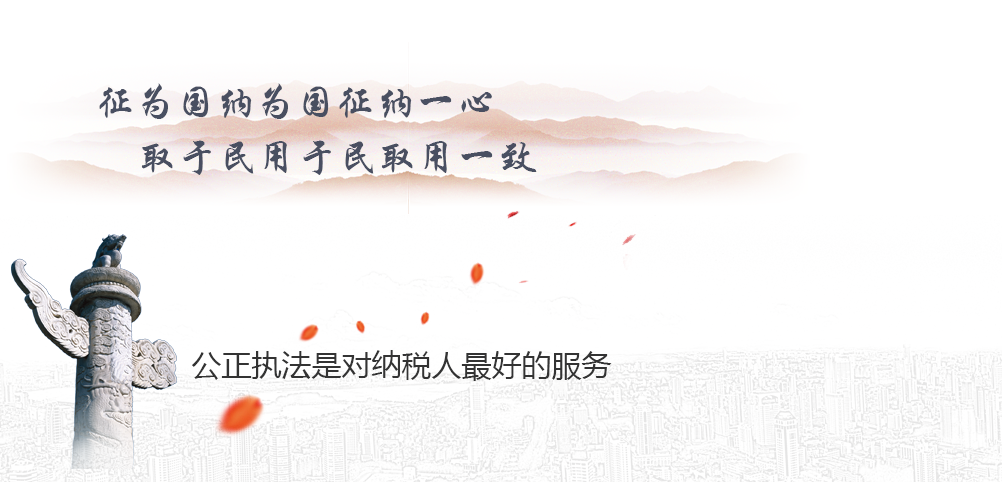 征为国纳为国征纳一心
取于民用于民取用一致
公正执法是对纳税人最好的服务